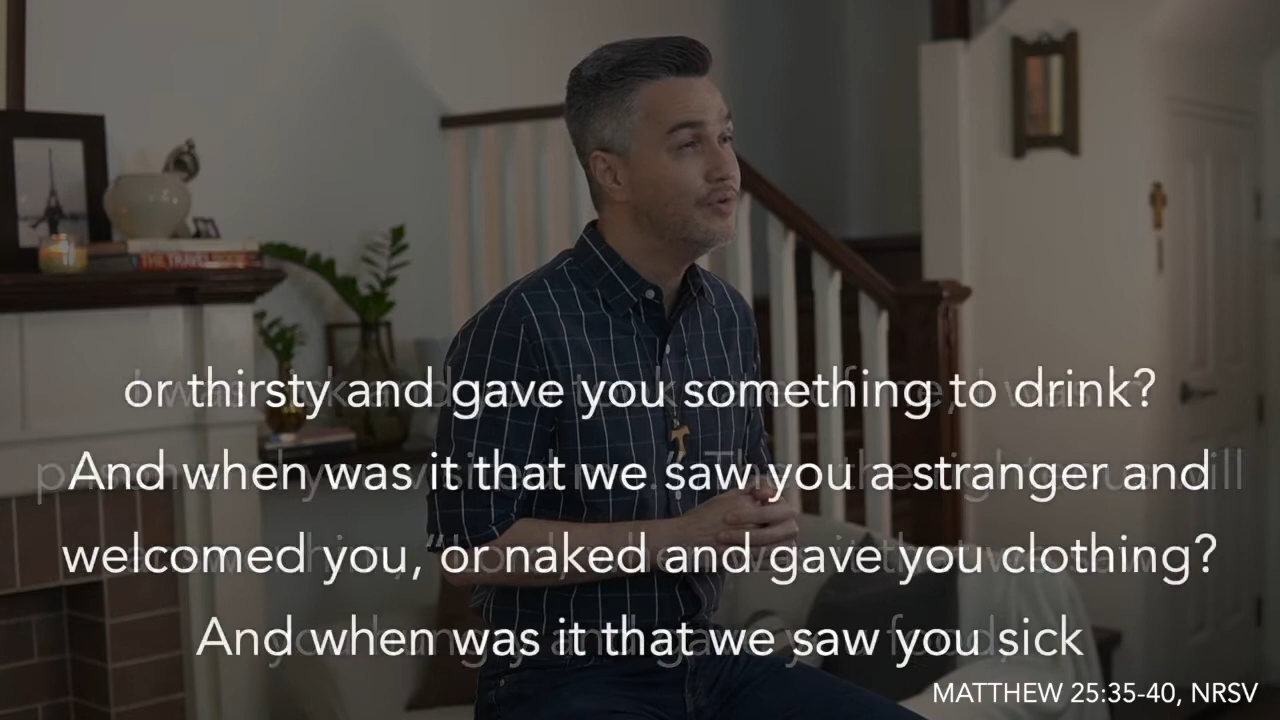 THE TRAVEL
or thirsty and gave you something to drink?
And when was it that we saw you a stranger and
welcomed you, “or naked and gave you clothing?
And when was it that we saw you sick
MATTHEW 25:35-40, NRSV